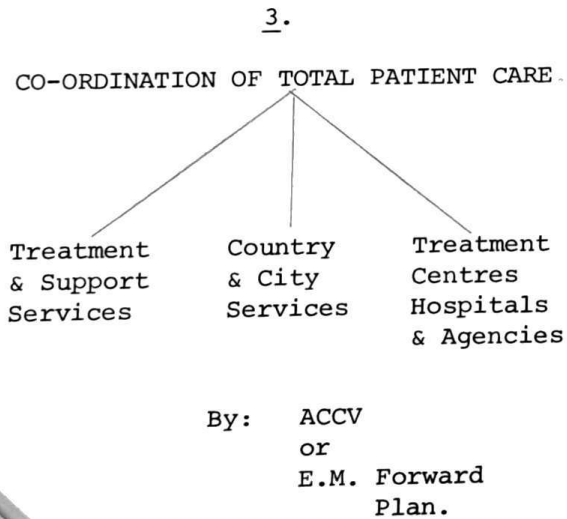 3.
CO-ORDINATION OF TOTAL PATIENT CARE
Treatment
& Support
Services
Country
& City
Services
Treatment
Centres
Hospitals
& Agencies
By: ACCV
or
E.M. Forward
Plan.